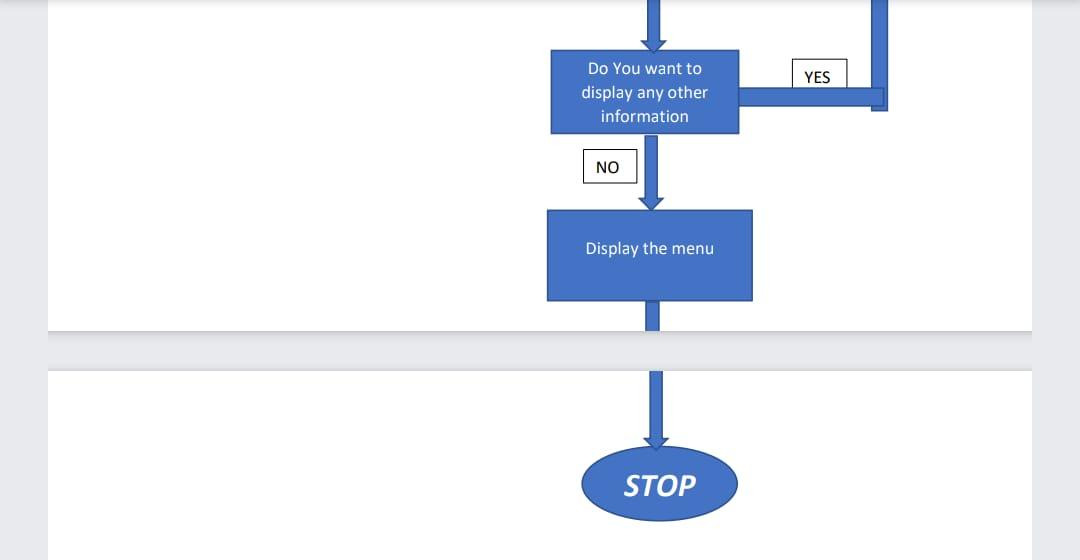 Do You want to
display any other
information
YES
NO
Display the menu
STOP